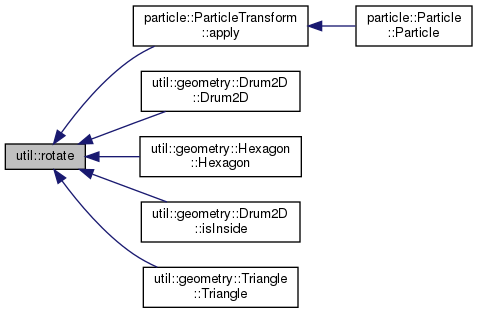 particle::ParticleTransform
::apply
particle::Particle
::Particle
util::geometry::Drum2D
::Drum2D
util::rotate
util::geometry::Hexagon
::Hexagon
util::geometry::Drum2D
::isInside
util::geometry::Triangle
::Triangle